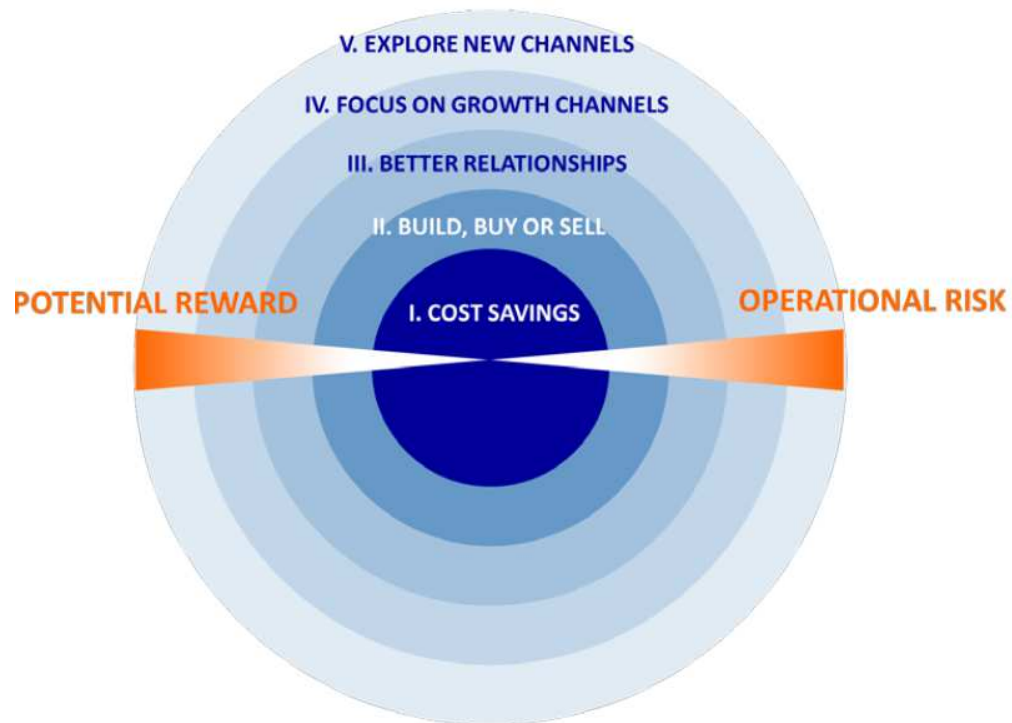 V. EXPLORE NEW CHANNELS
IV. FOCUS ON GROWTH CHANNELS
III. BETTER RELATIONSHIPS
II. BUILD, BUY OR SELL
POTENTIAL REWARD
I. COST SAVINGS
OPERATIONAL RISK